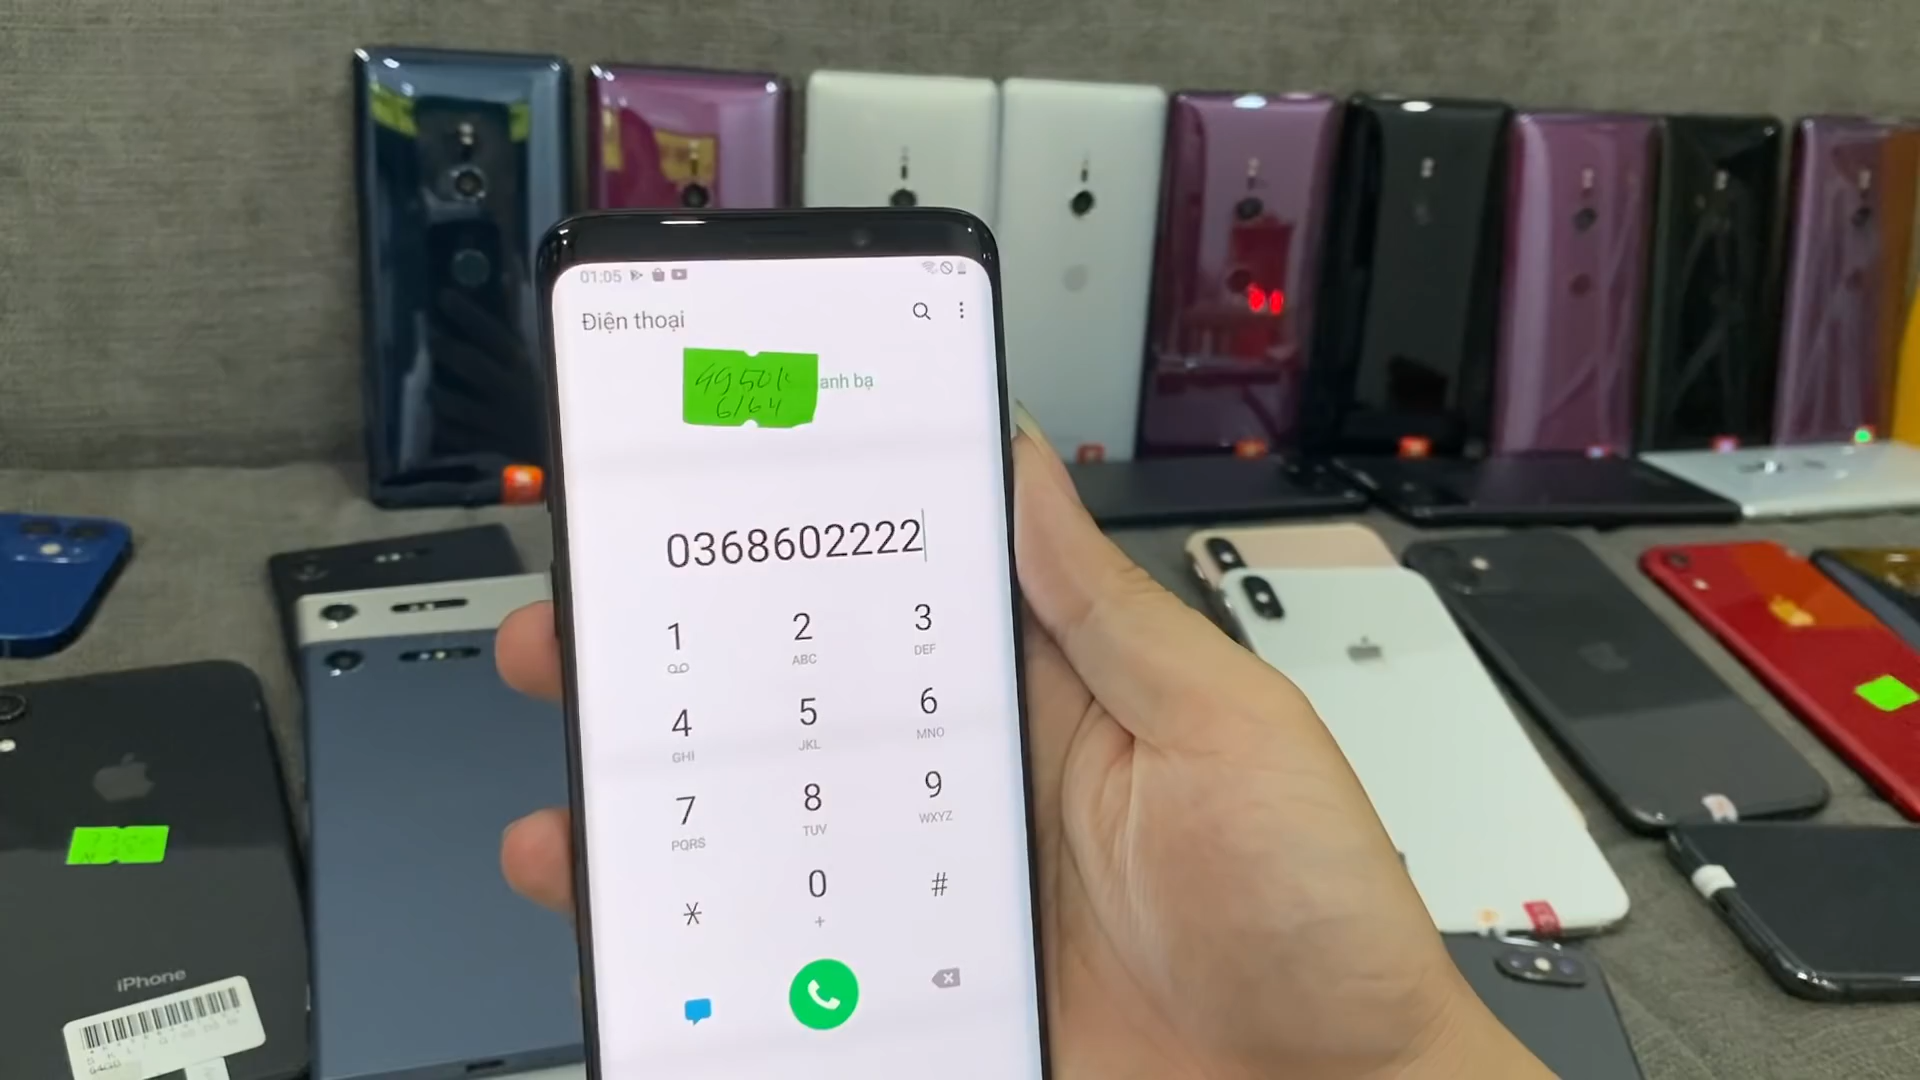 01:05
Điện thoại
4950k
6/64
anh bạ
0368602222
1
2
ABC
3
DEF
4
GHI
5
JKL
6
MNO
7
PQRS
8
TUV
9
WXYZ
*
0
+
#
iPhone